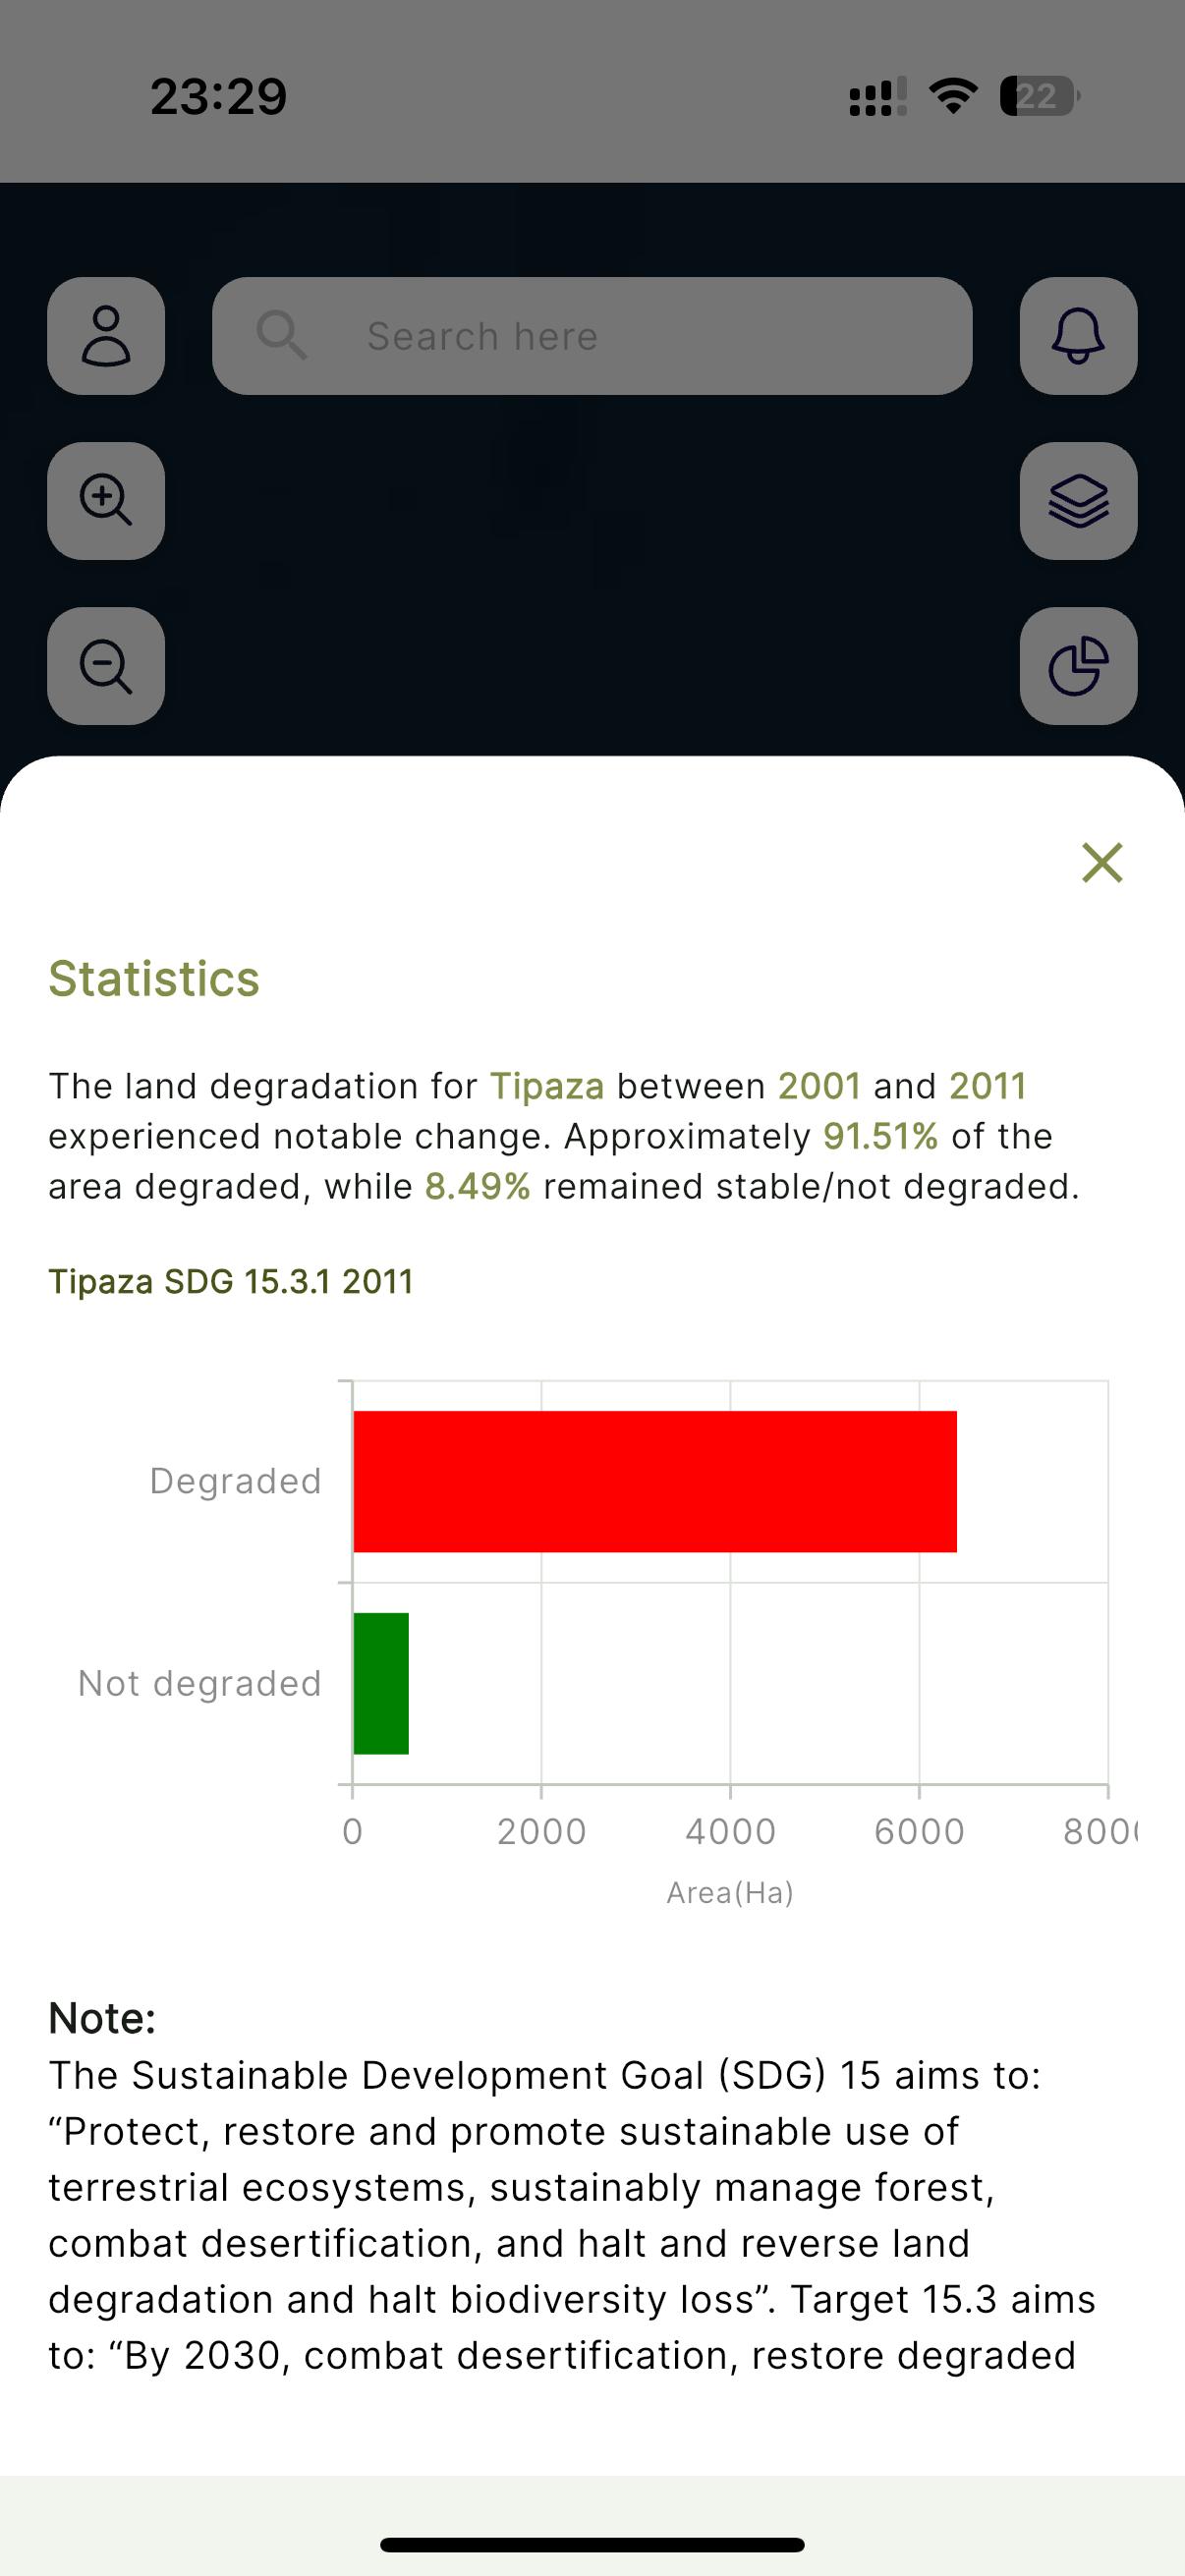 23:29
22
Search here
Statistics
The land degradation for Tipaza between 2001 and 2011
experienced notable change. Approximately 91.51% of the
area degraded, while 8.49% remained stable/not degraded.
Tipaza SDG 15.3.1 2011
Degraded
Not degraded
0 2000 4000 6000
Area(Ha)
Note:
The Sustainable Development Goal (SDG) 15 aims to:
“Protect, restore and promote sustainable use of
terrestrial ecosystems, sustainably manage forest,
combat desertification, and halt and reverse land
degradation and halt biodiversity loss”. Target 15.3 aims
to: “By 2030, combat desertification, restore degraded